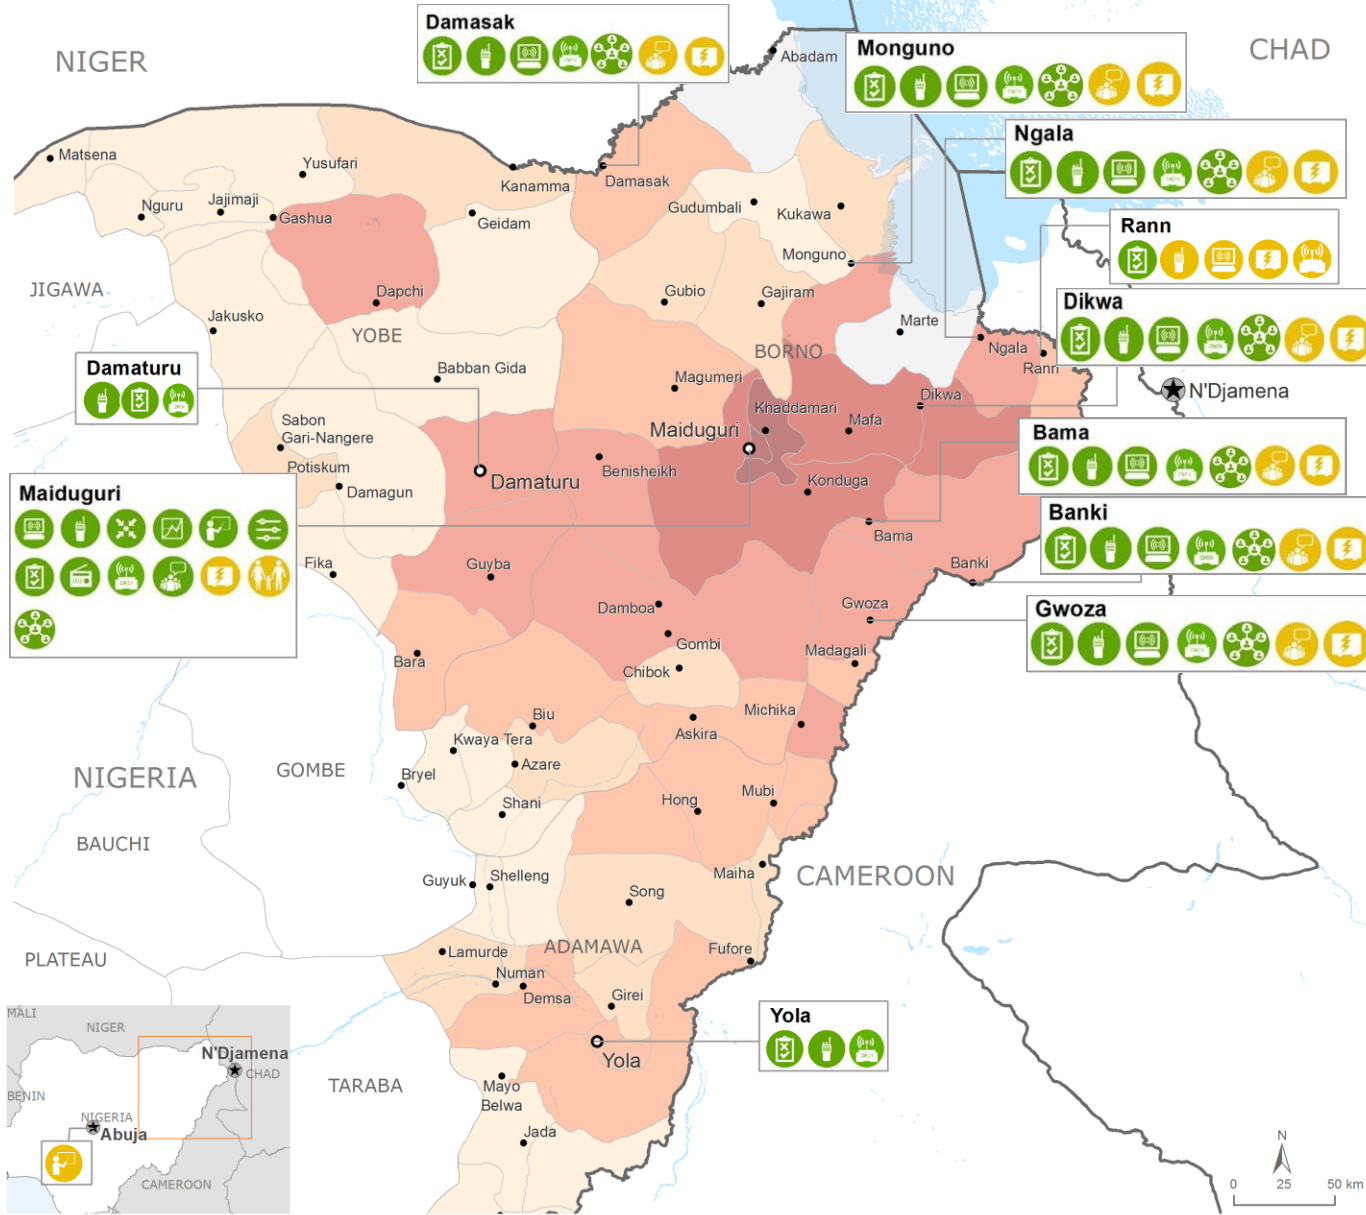 Damasak
NIGER
Monguno
CHAD
Abadam
Ngala
Matsena
Yusufari
Kanamma
Damasak
Nguru
Jajimaji
Gashua
Geidam
Gudumbali
Kukawa
Rann
Monguno
JIGAWA
Dapchi
Gubio
Gajiram
Dikwa
Jakusko
YOBE
Marte
BORNO
Ngala
Rann
Damaturu
Babban Gida
Magumeri
Dikwa
N'Djamena
Khaddamari
Mafa
Sabon
Gari-Nangere
Maiduguri
Bama
Potiskum
Benisheikh
Damagun
Damaturu
Konduga
Maiduguri
Banki
Bama
Fika
Guyba
Banki
Damboa
Gwoza
Gwoza
Gombi
Bara
Chibok
Madagali
Biu
Askira
Michika
Kwaya Tera
Azare
NIGERIA
GOMBE
Bryel
Shani
Hong
Mubi
BAUCHI
Guyuk
Shelleng
Maiha
CAMEROON
Song
PLATEAU
Lamurde
ADAMAWA
Fufore
Numan
Demsa
Girei
Yola
Yola
MALI
NIGER
N'Djamena
CHAD
BENIN
NIGERIA
Abuja
CAMEROON
TARABA
Mayo
Belwa
Jada
N
0 25 50 km